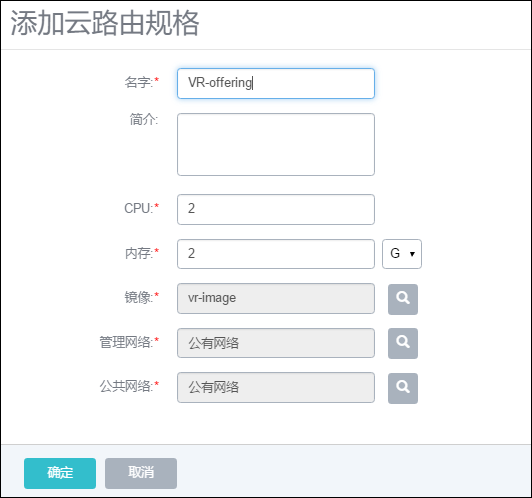 添加云路由规格
名字:* VR-offering
简介:
CPU:* 2
内存:* 2 G
镜像:* vr-image
管理网络:* 公有网络
公共网络:* 公有网络
确定 取消